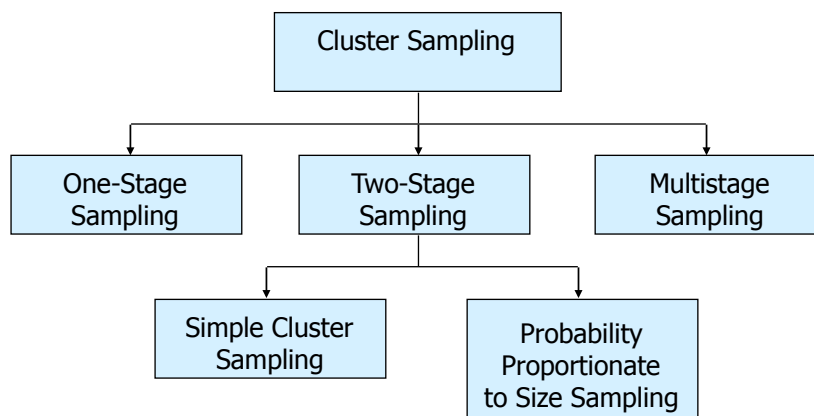 Cluster Sampling
One-Stage
Sampling
Two-Stage
Sampling
Multistage
Sampling
Simple Cluster
Sampling
Probability
Proportionate
to Size Sampling